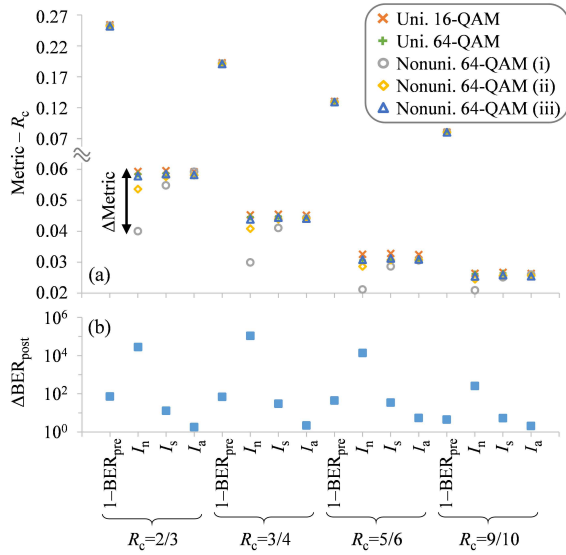 0.27
0.22
0.17
0.12
0.07
0.06
0.05
0.04
0.03
0.02
Metric – Rc
ΔMetric
(a)
Uni. 16-QAM
Uni. 64-QAM
Nonuni. 64-QAM (i)
Nonuni. 64-QAM (ii)
Nonuni. 64-QAM (iii)
ΔBERpost
10^6
10^4
10^2
10^0
(b)
1−BERpre
In
Is
Ia
1−BERpre
In
Is
Ia
1−BERpre
In
Is
Ia
1−BERpre
In
Is
Ia
Rc=2/3
Rc=3/4
Rc=5/6
Rc=9/10